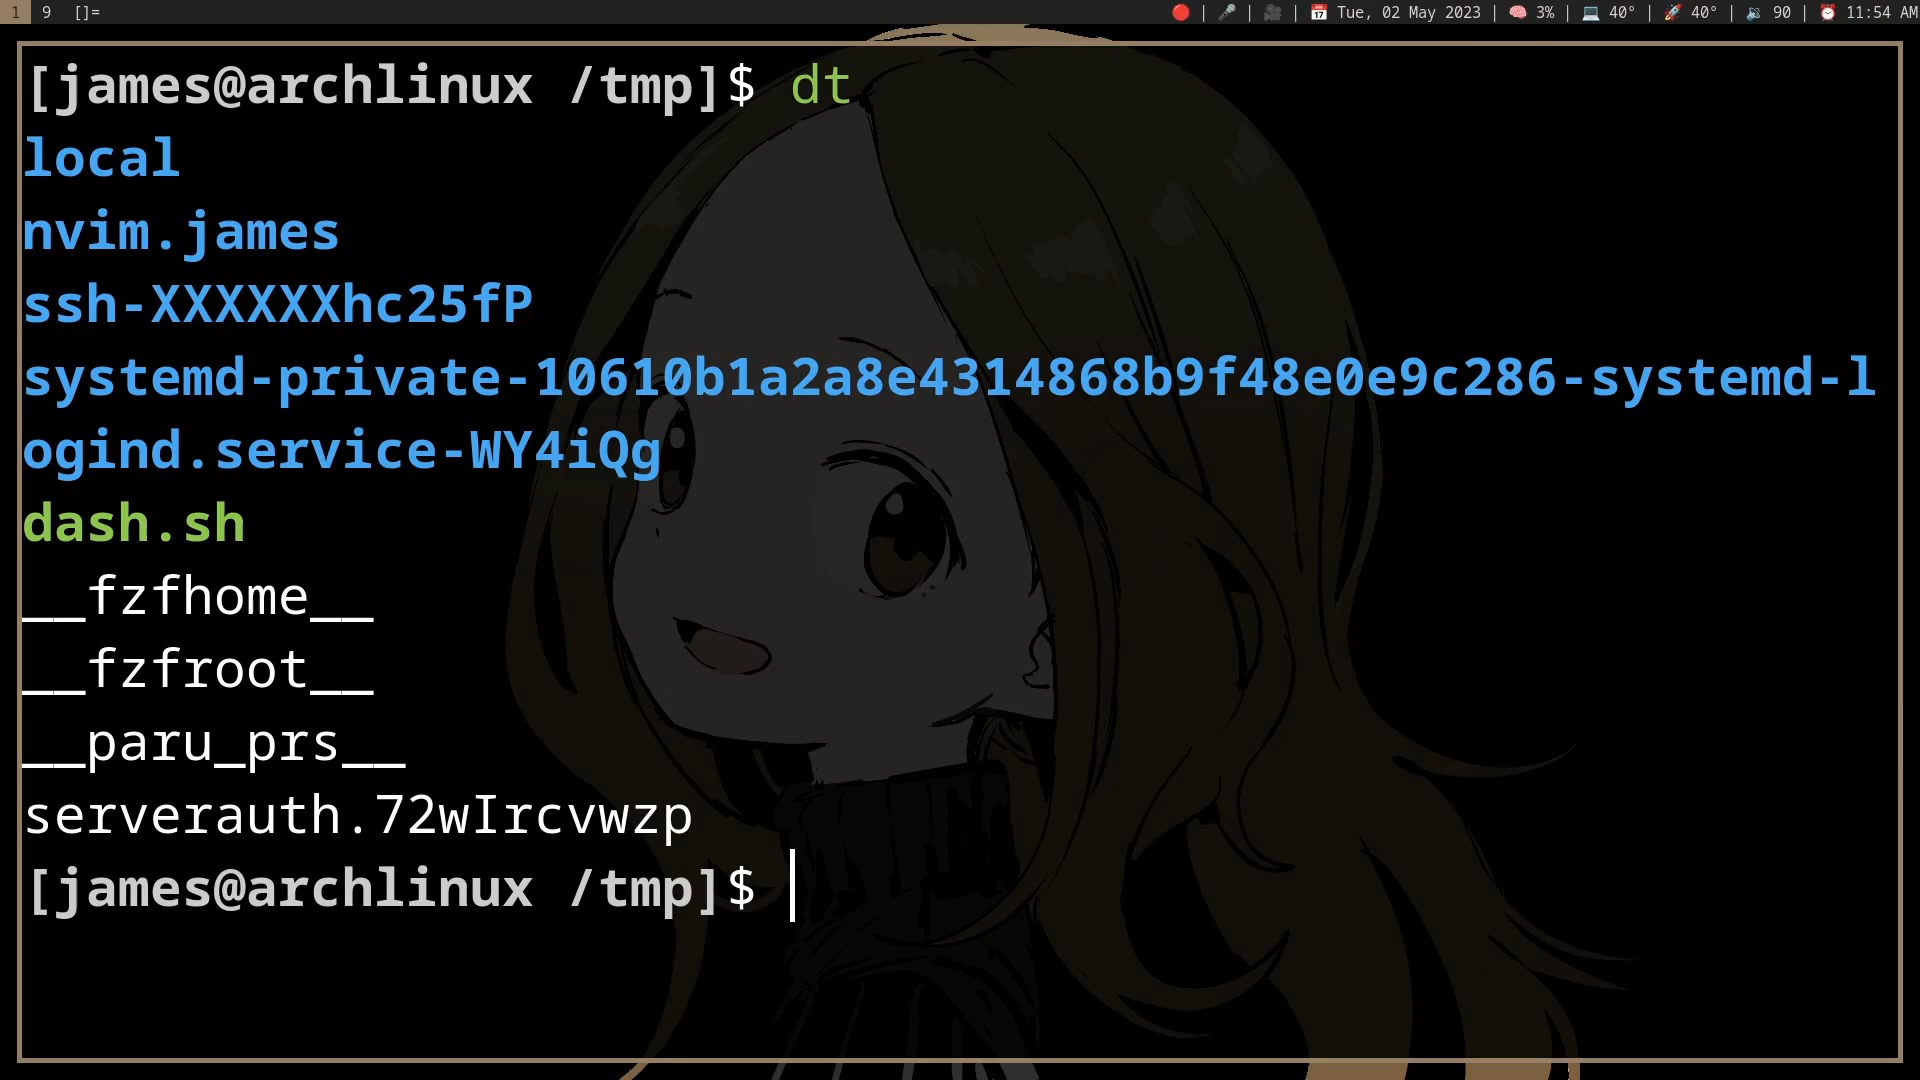 1 9 []= | | | Tue, 02 May 2023 | 3% | 40° | 40° | 90 | 11:54 AM
[james@archlinux /tmp]$ dt
local
nvim.james
ssh-XXXXXXhc25fP
systemd-private-10610b1a2a8e4314868b9f48e0e9c286-systemd-l
ogind.service-WY4iQg
dash.sh
__fzfhome__
__fzfroot__
__paru_prs__
serverauth.72wIrcvwzp
[james@archlinux /tmp]$